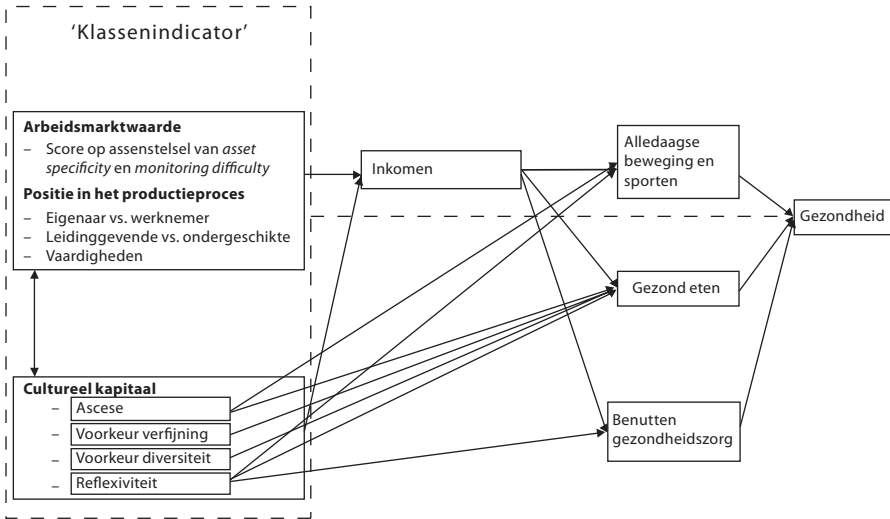 'Klassenindicator'
Arbeidsmarktwaarde
– Score op assenstelsel van asset
specificity en monitoring difficulty
Positie in het productieproces
– Eigenaar vs. werknemer
– Leidinggevende vs. ondergeschikte
– Vaardigheden
Cultureel kapitaal
– Ascese
– Voorkeur verfijning
– Voorkeur diversiteit
– Reflexiviteit
Inkomen
Alledaagse
beweging en
sporten
Gezond eten
Benutten
gezondheidszorg
Gezondheid